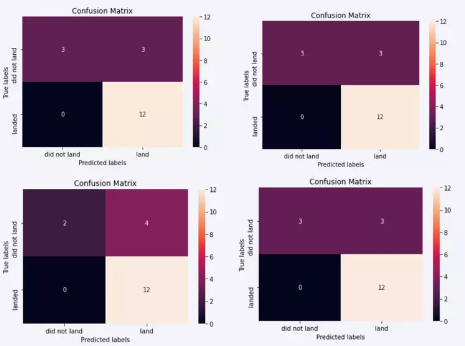 Confusion Matrix
True labels
did not land
landed
3
3
0
12
12
10
8
6
4
2
0
did not land
land
Predicted labels
Confusion Matrix
True labels
did not land
landed
3
3
0
12
12
10
8
6
4
2
0
did not land
land
Predicted labels
Confusion Matrix
True labels
did not land
landed
2
4
0
12
12
10
8
6
4
2
0
did not land
land
Predicted labels
Confusion Matrix
True labels
did not land
landed
3
3
0
12
12
10
8
6
4
2
0
did not land
land
Predicted labels